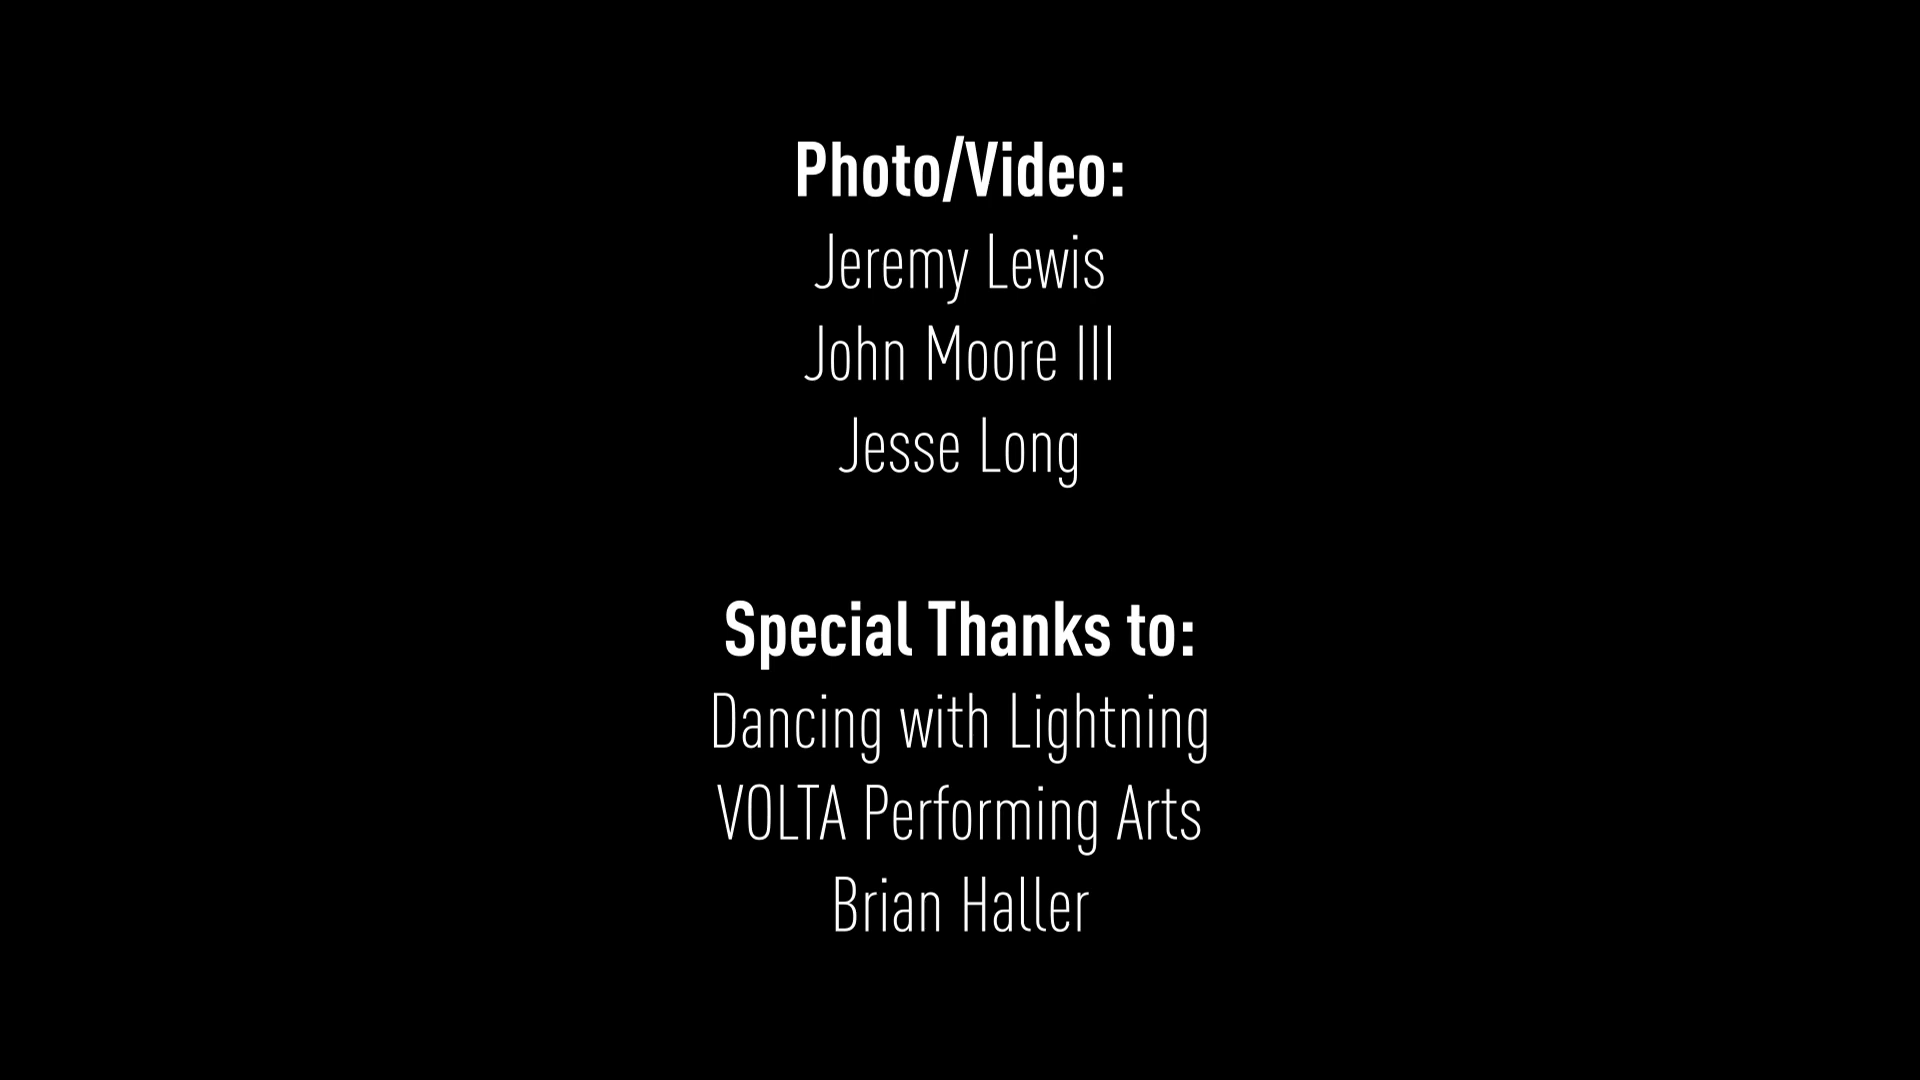 Photo/Video:
Jeremy Lewis
John Moore III
Jesse Long
Special Thanks to:
Dancing with Lightning
VOLTA Performing Arts
Brian Haller